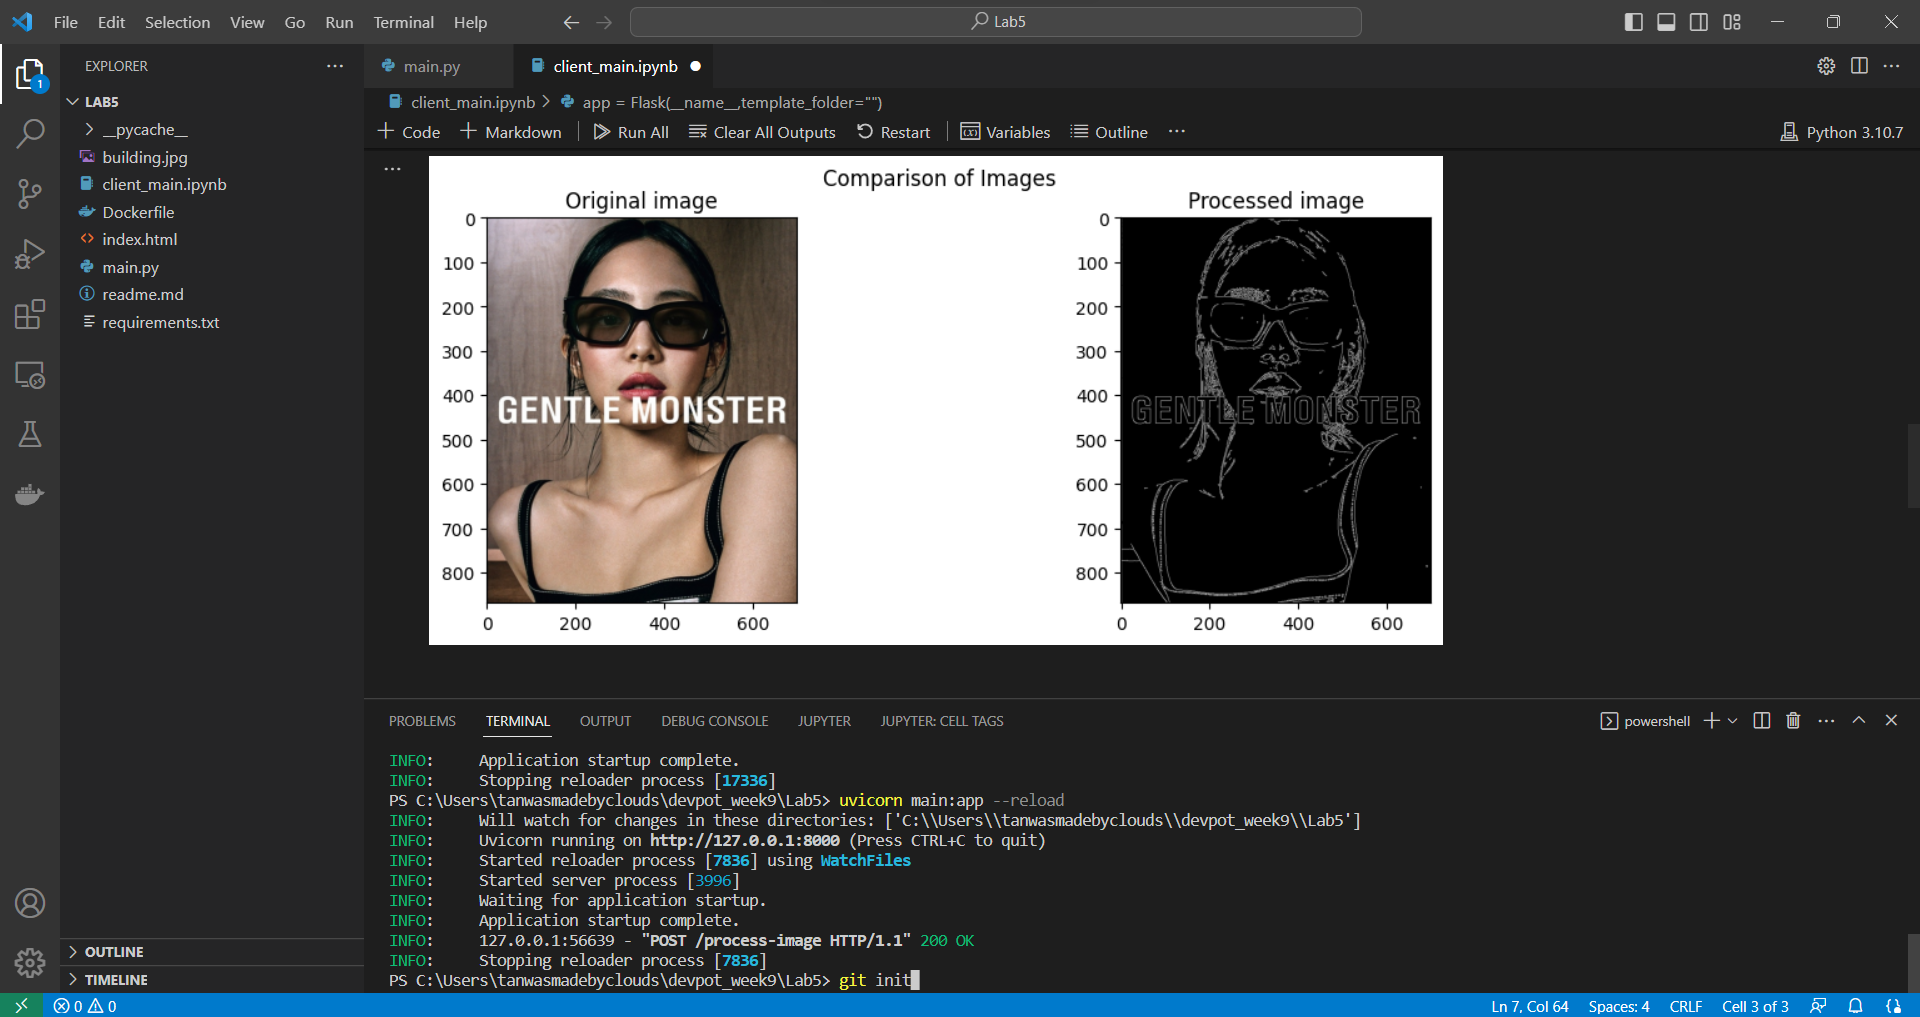 File Edit Selection View Go Run Terminal Help
Lab5
EXPLORER
LAB5
__pycache__
building.jpg
client_main.ipynb
Dockerfile
index.html
main.py
readme.md
requirements.txt
OUTLINE
TIMELINE
main.py
client_main.ipynb
client_main.ipynb > app = Flask(__name__,template_folder="")
+ Code + Markdown Run All Clear All Outputs Restart Variables Outline ...
Python 3.10.7
Comparison of Images
Original image
0
100
200
300
400
500
600
700
800
0 200 400 600
GENTLE MONSTER
Processed image
0
100
200
300
400
500
600
700
800
0 200 400 600
GENTLE MONSTER
PROBLEMS TERMINAL OUTPUT DEBUG CONSOLE JUPYTER JUPYTER: CELL TAGS
powershell
INFO: Application startup complete.
INFO: Stopping reloader process [17336]
PS C:\Users\tanwasmadebyclouds\devpot_week9\Lab5> uvicorn main:app --reload
INFO: Will watch for changes in these directories: ['C:\\Users\\tanwasmadebyclouds\\devpot_week9\\Lab5']
INFO: Uvicorn running on http://127.0.0.1:8000 (Press CTRL+C to quit)
INFO: Started reloader process [7836] using WatchFiles
INFO: Started server process [3996]
INFO: Waiting for application startup.
INFO: Application startup complete.
INFO: 127.0.0.1:56639 - "POST /process-image HTTP/1.1" 200 OK
INFO: Stopping reloader process [7836]
PS C:\Users\tanwasmadebyclouds\devpot_week9\Lab5> git init
1
0 0
Ln 7, Col 64 Spaces: 4 CRLF Cell 3 of 3